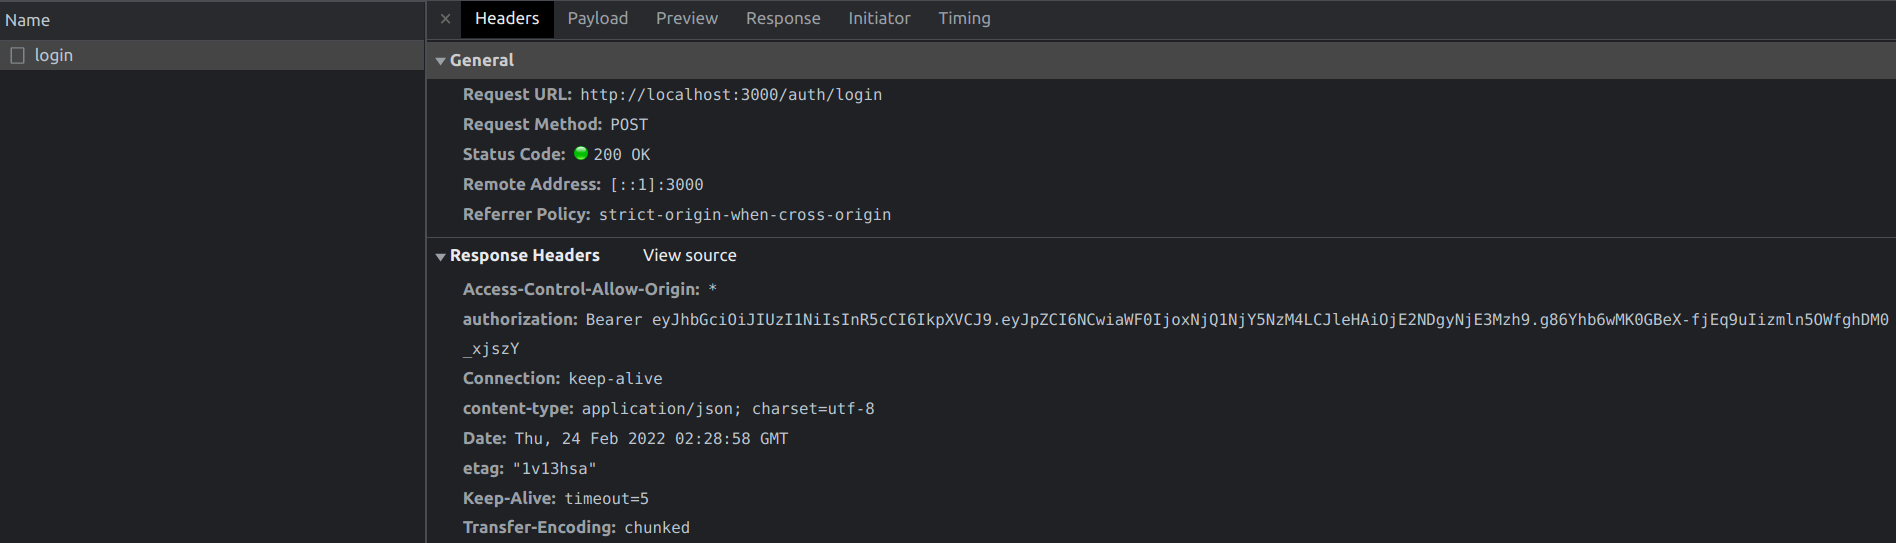 Name
login
× Headers Payload Preview Response Initiator Timing
General
Request URL: http://localhost:3000/auth/login
Request Method: POST
Status Code: 200 OK
Remote Address: [::1]:3000
Referrer Policy: strict-origin-when-cross-origin
Response Headers View source
Access-Control-Allow-Origin: *
authorization: Bearer eyJhbGciOiJIUzI1NiIsInR5cCI6IkpXVCJ9.eyJpZCI6NCwiaWF0IjoxNjQ1NjY5NzM4LCJleHAiOjE2NDgyNjE3Mzh9.g86Yhb6wMK0GBeX-fjEq9uIizmln5OWfghDM0
_xjszY
Connection: keep-alive
content-type: application/json; charset=utf-8
Date: Thu, 24 Feb 2022 02:28:58 GMT
etag: "1v13hsa"
Keep-Alive: timeout=5
Transfer-Encoding: chunked